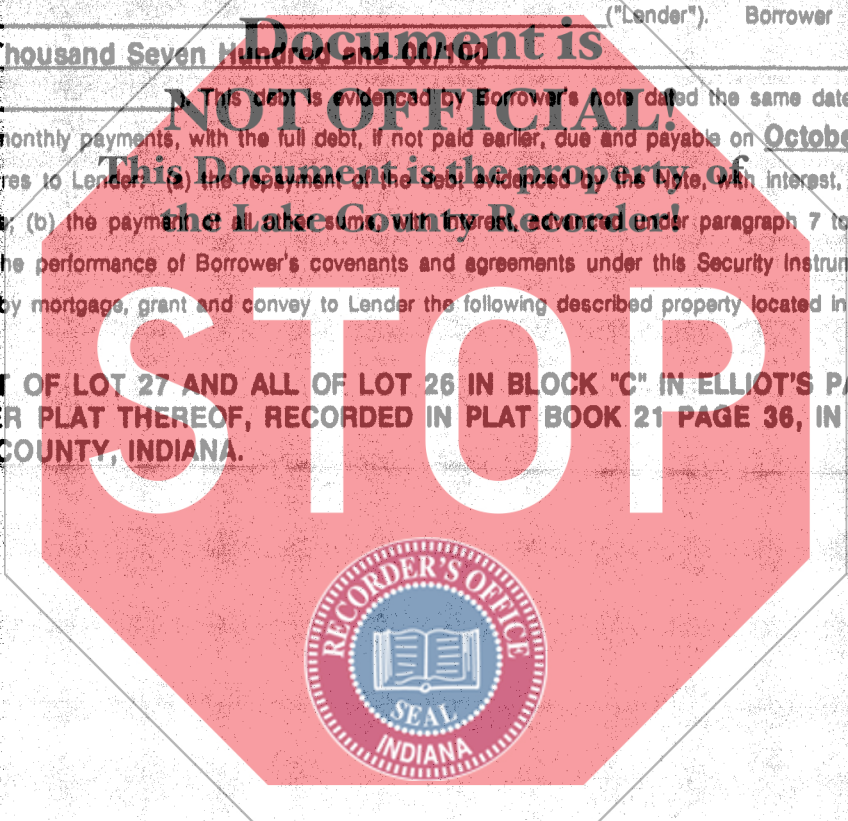 ("Lender"). Borrower
housand Seven Hundred and 00/100
Document is
). This debt is evidenced by Borrower's note dated the same date
NOT OFFICIAL!
monthly payments, with the full debt, if not paid earlier, due and payable on Octobe
This Document is the property of
res to Lender: (a) the repayment of the debt evidenced by the Note, with interest,
the Lake County Recorder!
; (b) the payment of all other sums, with interest, advanced under paragraph 7 to
he performance of Borrower's covenants and agreements under this Security Instrum
by mortgage, grant and convey to Lender the following described property located in
STOP
T OF LOT 27 AND ALL OF LOT 26 IN BLOCK "C" IN ELLIOT'S PA
ER PLAT THEREOF, RECORDED IN PLAT BOOK 21 PAGE 36, IN
COUNTY, INDIANA.
RECORDER'S OFFICE
SEAL
INDIANA